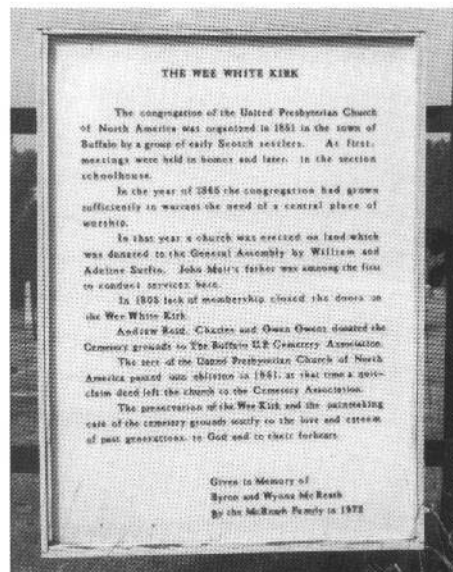 THE WEE WHITE KIRK
The congregation of the United Presbyterian Church
of North America was organized in 1851 in the town of
Buffalo by a group of early Scotch settlers. At first,
meetings were held in homes and later, in the section
schoolhouse.
In the year of 1866 the congregation had grown
sufficiently to warrant the need of a central place of
worship.
In that year a church was erected on land which
was donated to the General Assembly by William and
Adeline John Muir's father was among the first
to conduct services here.
In lack of membership closed the doors on
the Wee White Kirk
Andrew Reid, Charles and Owen Owens donated the
Cemetery grounds to The Buffalo U.P. Cemetery Association.
The of the United Presbyterian Church of North
America passed into oblivion in 1951, at that time a quit-
claim deed left the church to the Cemetery Association.
The preservation of the Wee Kirk and the painstaking
care of the cemetery grounds testify to the love and esteem
of past generations, to God and to their forbears
Given in Memory of
Byron and Wynne McReath
By the McReath Family in 1972